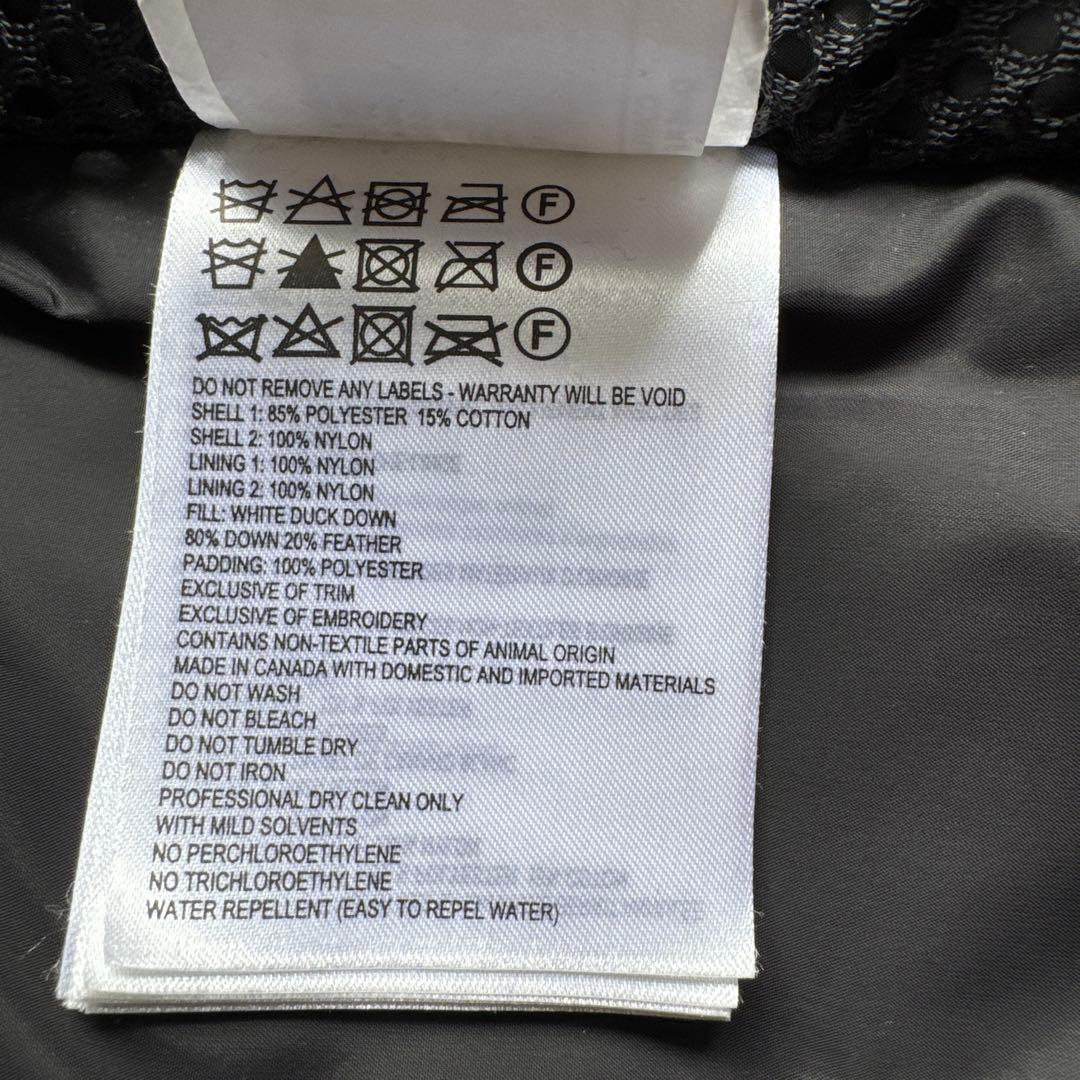 F
F
F
DO NOT REMOVE ANY LABELS - WARRANTY WILL BE VOID
SHELL 1: 85% POLYESTER 15% COTTON
SHELL 2: 100% NYLON
LINING 1: 100% NYLON
LINING 2: 100% NYLON
FILL: WHITE DUCK DOWN
80% DOWN 20% FEATHER
PADDING: 100% POLYESTER
EXCLUSIVE OF TRIM
EXCLUSIVE OF EMBROIDERY
CONTAINS NON-TEXTILE PARTS OF ANIMAL ORIGIN
MADE IN CANADA WITH DOMESTIC AND IMPORTED MATERIALS
DO NOT WASH
DO NOT BLEACH
DO NOT TUMBLE DRY
DO NOT IRON
PROFESSIONAL DRY CLEAN ONLY
WITH MILD SOLVENTS
NO PERCHLOROETHYLENE
NO TRICHLOROETHYLENE
WATER REPELLENT (EASY TO REPEL WATER)